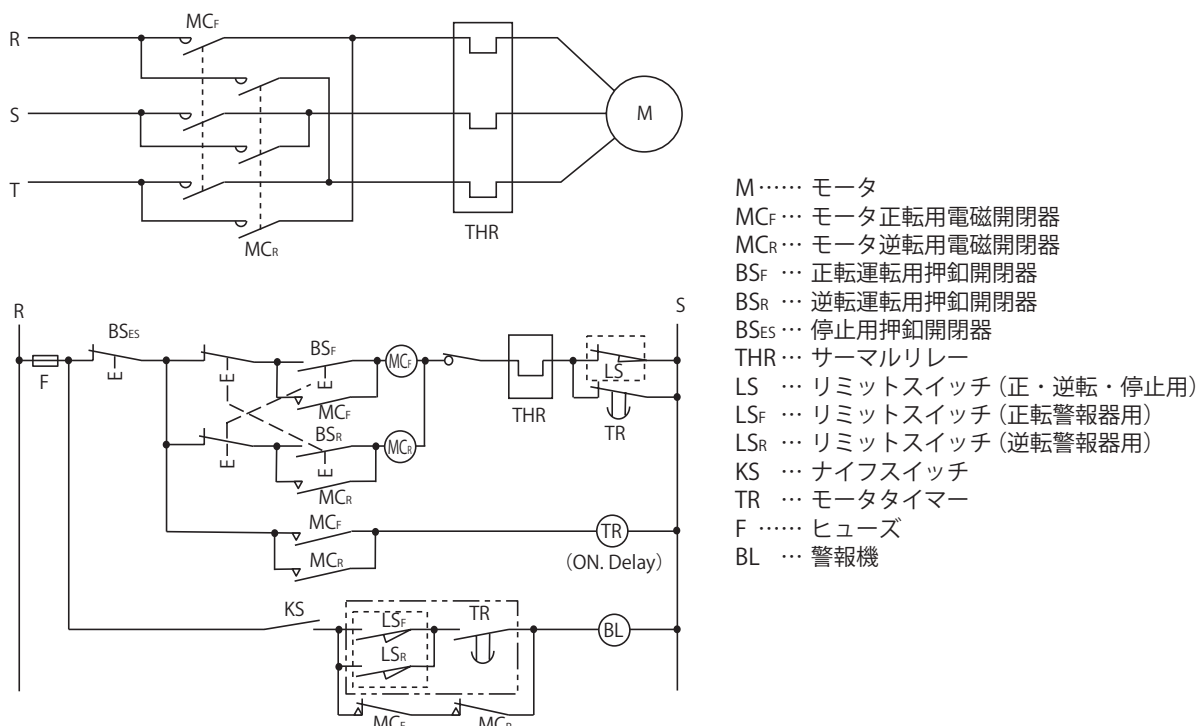 MCF
R
S
M
T
THR
MCR
R
S
BSES
BSF
MCF
F
LS
MCF
THR
TR
BSR
MCR
MCR
MCF
TR
MCR
(ON. Delay)
KS
LSF
TR
BL
LSR
MCF
MCR
M⋯⋯ モータ
MCF⋯ モータ正転用電磁開閉器
MCR⋯ モータ逆転用電磁開閉器
BSF ⋯ 正転運転用押釦開閉器
BSR ⋯ 逆転運転用押釦開閉器
BSES⋯ 停止用押釦開閉器
THR⋯ サーマルリレー
LS ⋯ リミットスイッチ（正・逆転・停止用）
LSF ⋯ リミットスイッチ（正転警報器用）
LSR ⋯ リミットスイッチ（逆転警報器用）
KS ⋯ ナイフスイッチ
TR ⋯ モータタイマー
F ⋯⋯ ヒューズ
BL ⋯ 警報機